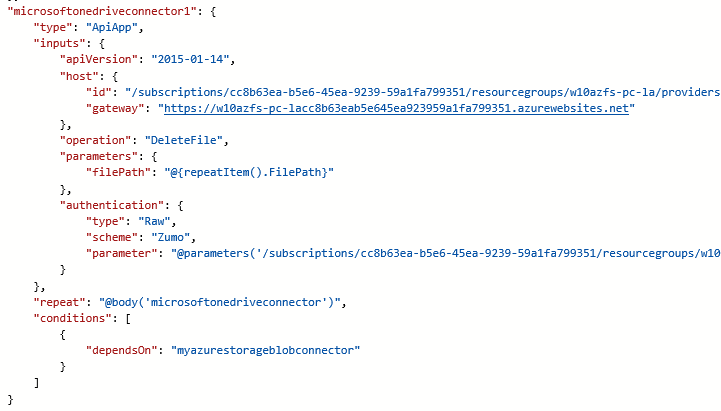 "microsoftonedriveconnector1": {
"type": "ApiApp",
"inputs": {
"apiVersion": "2015-01-14",
"host": {
"id": "/subscriptions/cc8b63ea-b5e6-45ea-9239-59a1fa799351/resourcegroups/w10azfs-pc-la/providers
"gateway": "https://w10azfs-pc-lacc8b63eab5e645ea923959a1fa799351.azurewebsites.net"
},
"operation": "DeleteFile",
"parameters": {
"filePath": "@{repeatItem().FilePath}"
},
"authentication": {
"type": "Raw",
"scheme": "Zumo",
"parameter": "@parameters('/subscriptions/cc8b63ea-b5e6-45ea-9239-59a1fa799351/resourcegroups/w10
}
},
"repeat": "@body('microsoftonedriveconnector')",
"conditions": [
{
"dependsOn": "myazurestorageblobconnector"
}
]
}